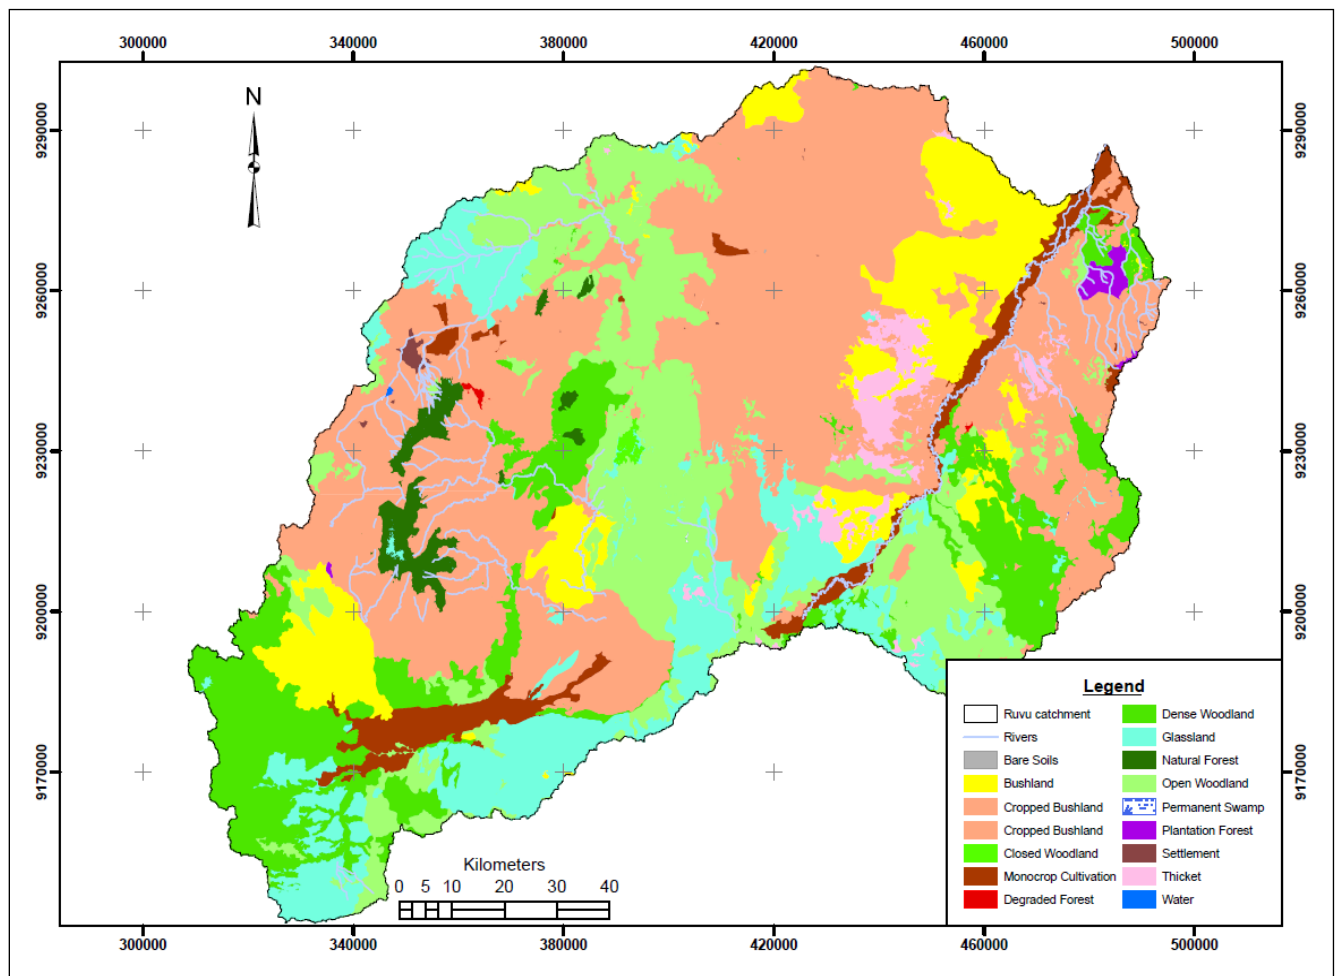 300000 340000 380000 420000 460000 500000
N
9290000 9290000
9260000 9260000
9230000 9230000
9200000 9200000
9170000 9170000
Legend
Ruvu catchment
Rivers
Bare Soils
Bushland
Cropped Bushland
Cropped Bushland
Closed Woodland
Monocrop Cultivation
Degraded Forest
Dense Woodland
Glassland
Natural Forest
Open Woodland
Permanent Swamp
Plantation Forest
Settlement
Thicket
Water
Kilometers
0 5 10 20 30 40
300000 340000 380000 420000 460000 500000